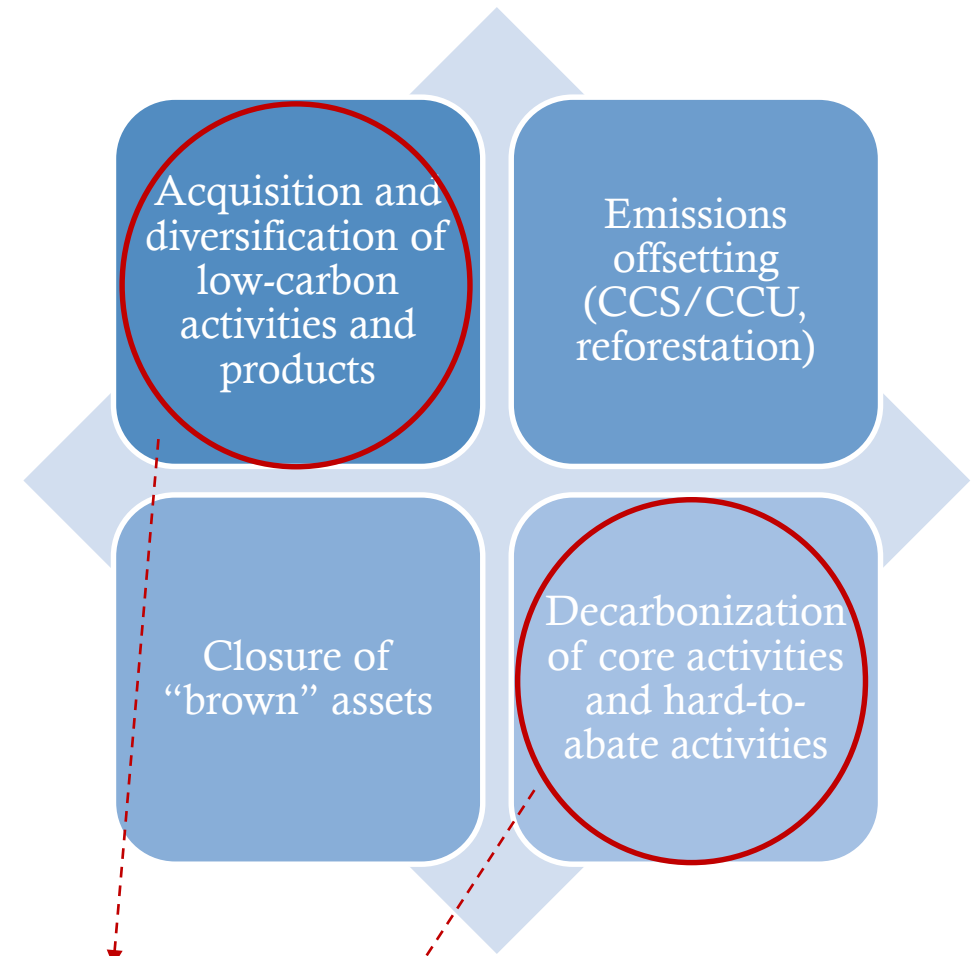 Acquisition and
diversification of
low-carbon
activities and
products
Emissions
offsetting
(CCS/CCU,
reforestation)
Closure of
“brown” assets
Decarbonization
of core activities
and hard-to-
abate activities